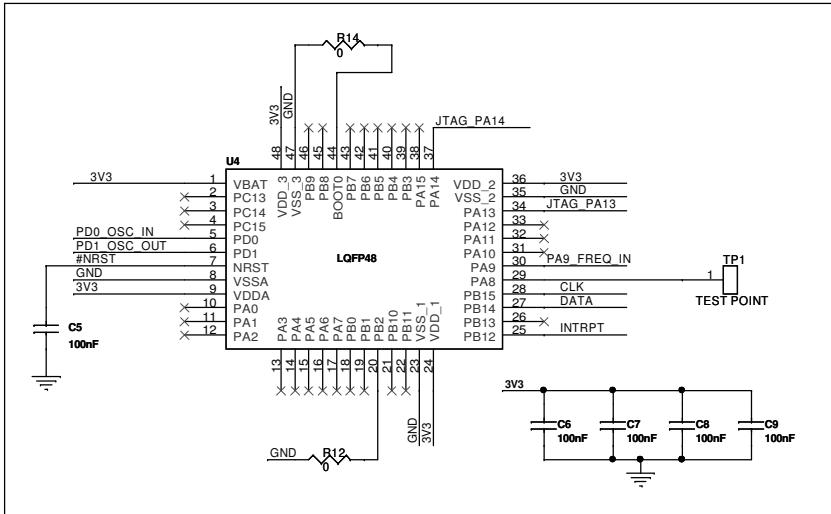 R14
0
3V3
GND
JTAG_PA14
48
47
46
45
44
43
42
41
40
39
38
37
U4
VDD_3
VSS_3
PB9
PB8
BOOT0
PB7
PB6
PB5
PB4
PB3
PA15
PA14
3V3 1 VBAT
2 PC13
3 PC14
4 PC15
PD0_OSC_IN 5 PD0
PD1_OSC_OUT 6 PD1
#NRST 7 NRST
GND 8 VSSA
3V3 9 VDDA
10 PA0
11 PA1
12 PA2
LQFP48
VDD_2 36 3V3
VSS_2 35 GND
PA13 34 JTAG_PA13
PA12 33
PA11 32
PA10 31
PA9 30 PA9_FREQ_IN
PA8 29
PB15 28 CLK
PB14 27 DATA
PB13 26
PB12 25 INTRPT
1
TP1
TEST POINT
C5
100nF
PA3
PA4
PA5
PA6
PA7
PB0
PB1
PB2
PB10
PB11
VSS_1
VDD_1
13
14
15
16
17
18
19
20
21
22
23
24
GND
3V3
GND
R12
0
3V3
C6
100nF
C7
100nF
C8
100nF
C9
100nF